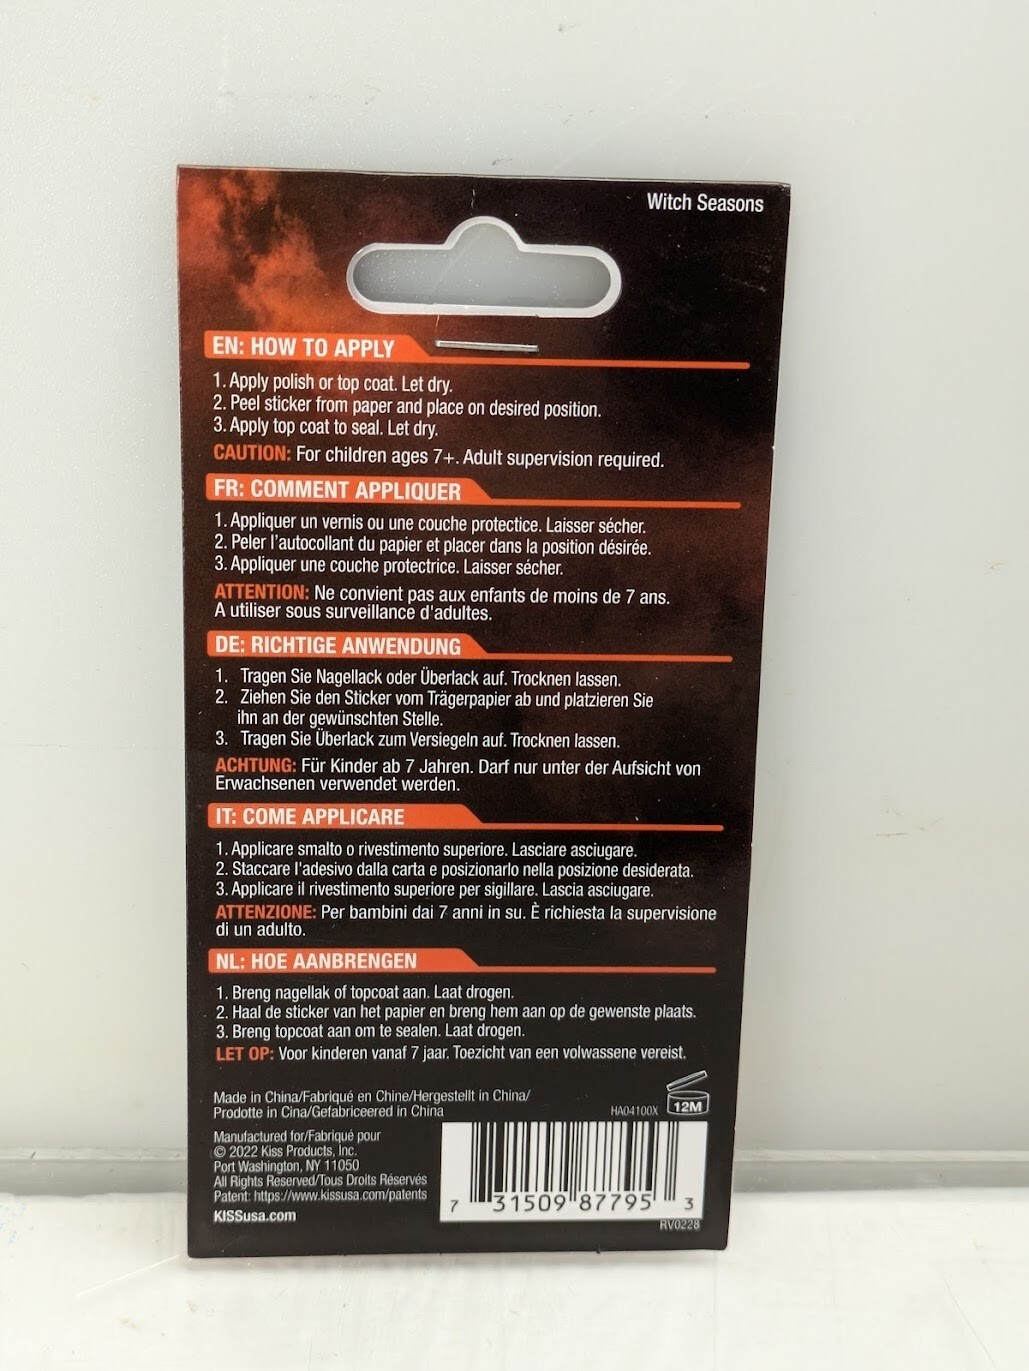 Witch Seasons
EN: HOW TO APPLY
1. Apply polish or top coat. Let dry.
2. Peel sticker from paper and place on desired position.
3. Apply top coat to seal. Let dry.
CAUTION: For children ages 7+. Adult supervision required.
FR: COMMENT APPLIQUER
1. Appliquer un vernis ou une couche protectice. Laisser sécher.
2. Peler l'autocollant du papier et placer dans la position désirée.
3. Appliquer une couche protectrice. Laisser sécher.
ATTENTION: Ne convient pas aux enfants de moins de 7 ans.
A utiliser sous surveillance d'adultes.
DE: RICHTIGE ANWENDUNG
1. Tragen Sie Nagellack oder Überlack auf. Trocknen lassen.
2. Ziehen Sie den Sticker vom Trägerpapier ab und platzieren Sie
ihn an der gewünschten Stelle.
3. Tragen Sie Überlack zum Versiegeln auf. Trocknen lassen.
ACHTUNG: Für Kinder ab 7 Jahren. Darf nur unter der Aufsicht von
Erwachsenen verwendet werden.
IT: COME APPLICARE
1. Applicare smalto o rivestimento superiore. Lasciare asciugare.
2. Staccare l'adesivo dalla carta e posizionarlo nella posizione desiderata.
3. Applicare il rivestimento superiore per sigillare. Lascia asciugare.
ATTENZIONE: Per bambini dai 7 anni in su. È richiesta la supervisione
di un adulto.
NL: HOE AANBRENGEN
1. Breng nagellak of topcoat aan. Laat drogen.
2. Haal de sticker van het papier en breng hem aan op de gewenste plaats.
3. Breng topcoat aan om te sealen. Laat drogen.
LET OP: Voor kinderen vanaf 7 jaar. Toezicht van een volwassene vereist.
Made in China/Fabriqué en Chine/Hergestellt in China/
Prodotte in Cina/Gefabriceered in China
HA04100X
12M
Manufactured for/Fabriqué pour
© 2022 Kiss Products, Inc.
Port Washington, NY 11050
All Rights Reserved/Tous Droits Réservés
Patent: https://www.kissusa.com/patents
KISSusa.com
7 31509 87795 3
RV0228